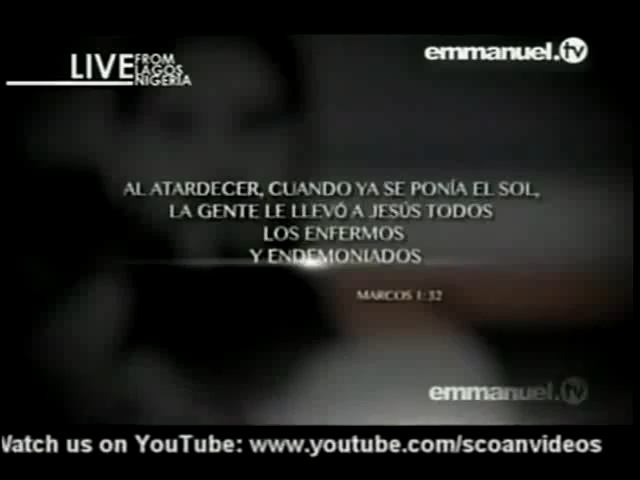 LIVE FROM
LAGOS
NIGERIA
emmanuel.tv
AL ATARDECER, CUANDO YA SE PONÍA EL SOL,
LA GENTE LE LLEVÓ A JESÚS TODOS
LOS ENFERMOS
Y ENDEMONIADOS
MARCOS 1:32
emmanuel.tv
Watch us on YouTube: www.youtube.com/scoanvideos